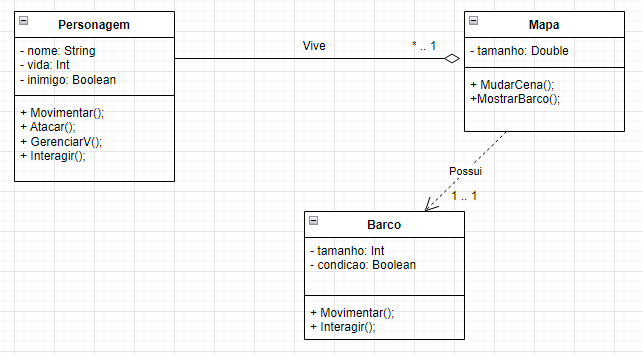 Personagem
- nome: String
- vida: Int
- inimigo: Boolean
+ Movimentar();
+ Atacar();
+ GerenciarV();
+ Interagir();
Vive
* .. 1
Mapa
- tamanho: Double
+ MudarCena();
+MostrarBarco();
Possui
1 .. 1
Barco
- tamanho: Int
- condicao: Boolean
+ Movimentar();
+ Interagir();